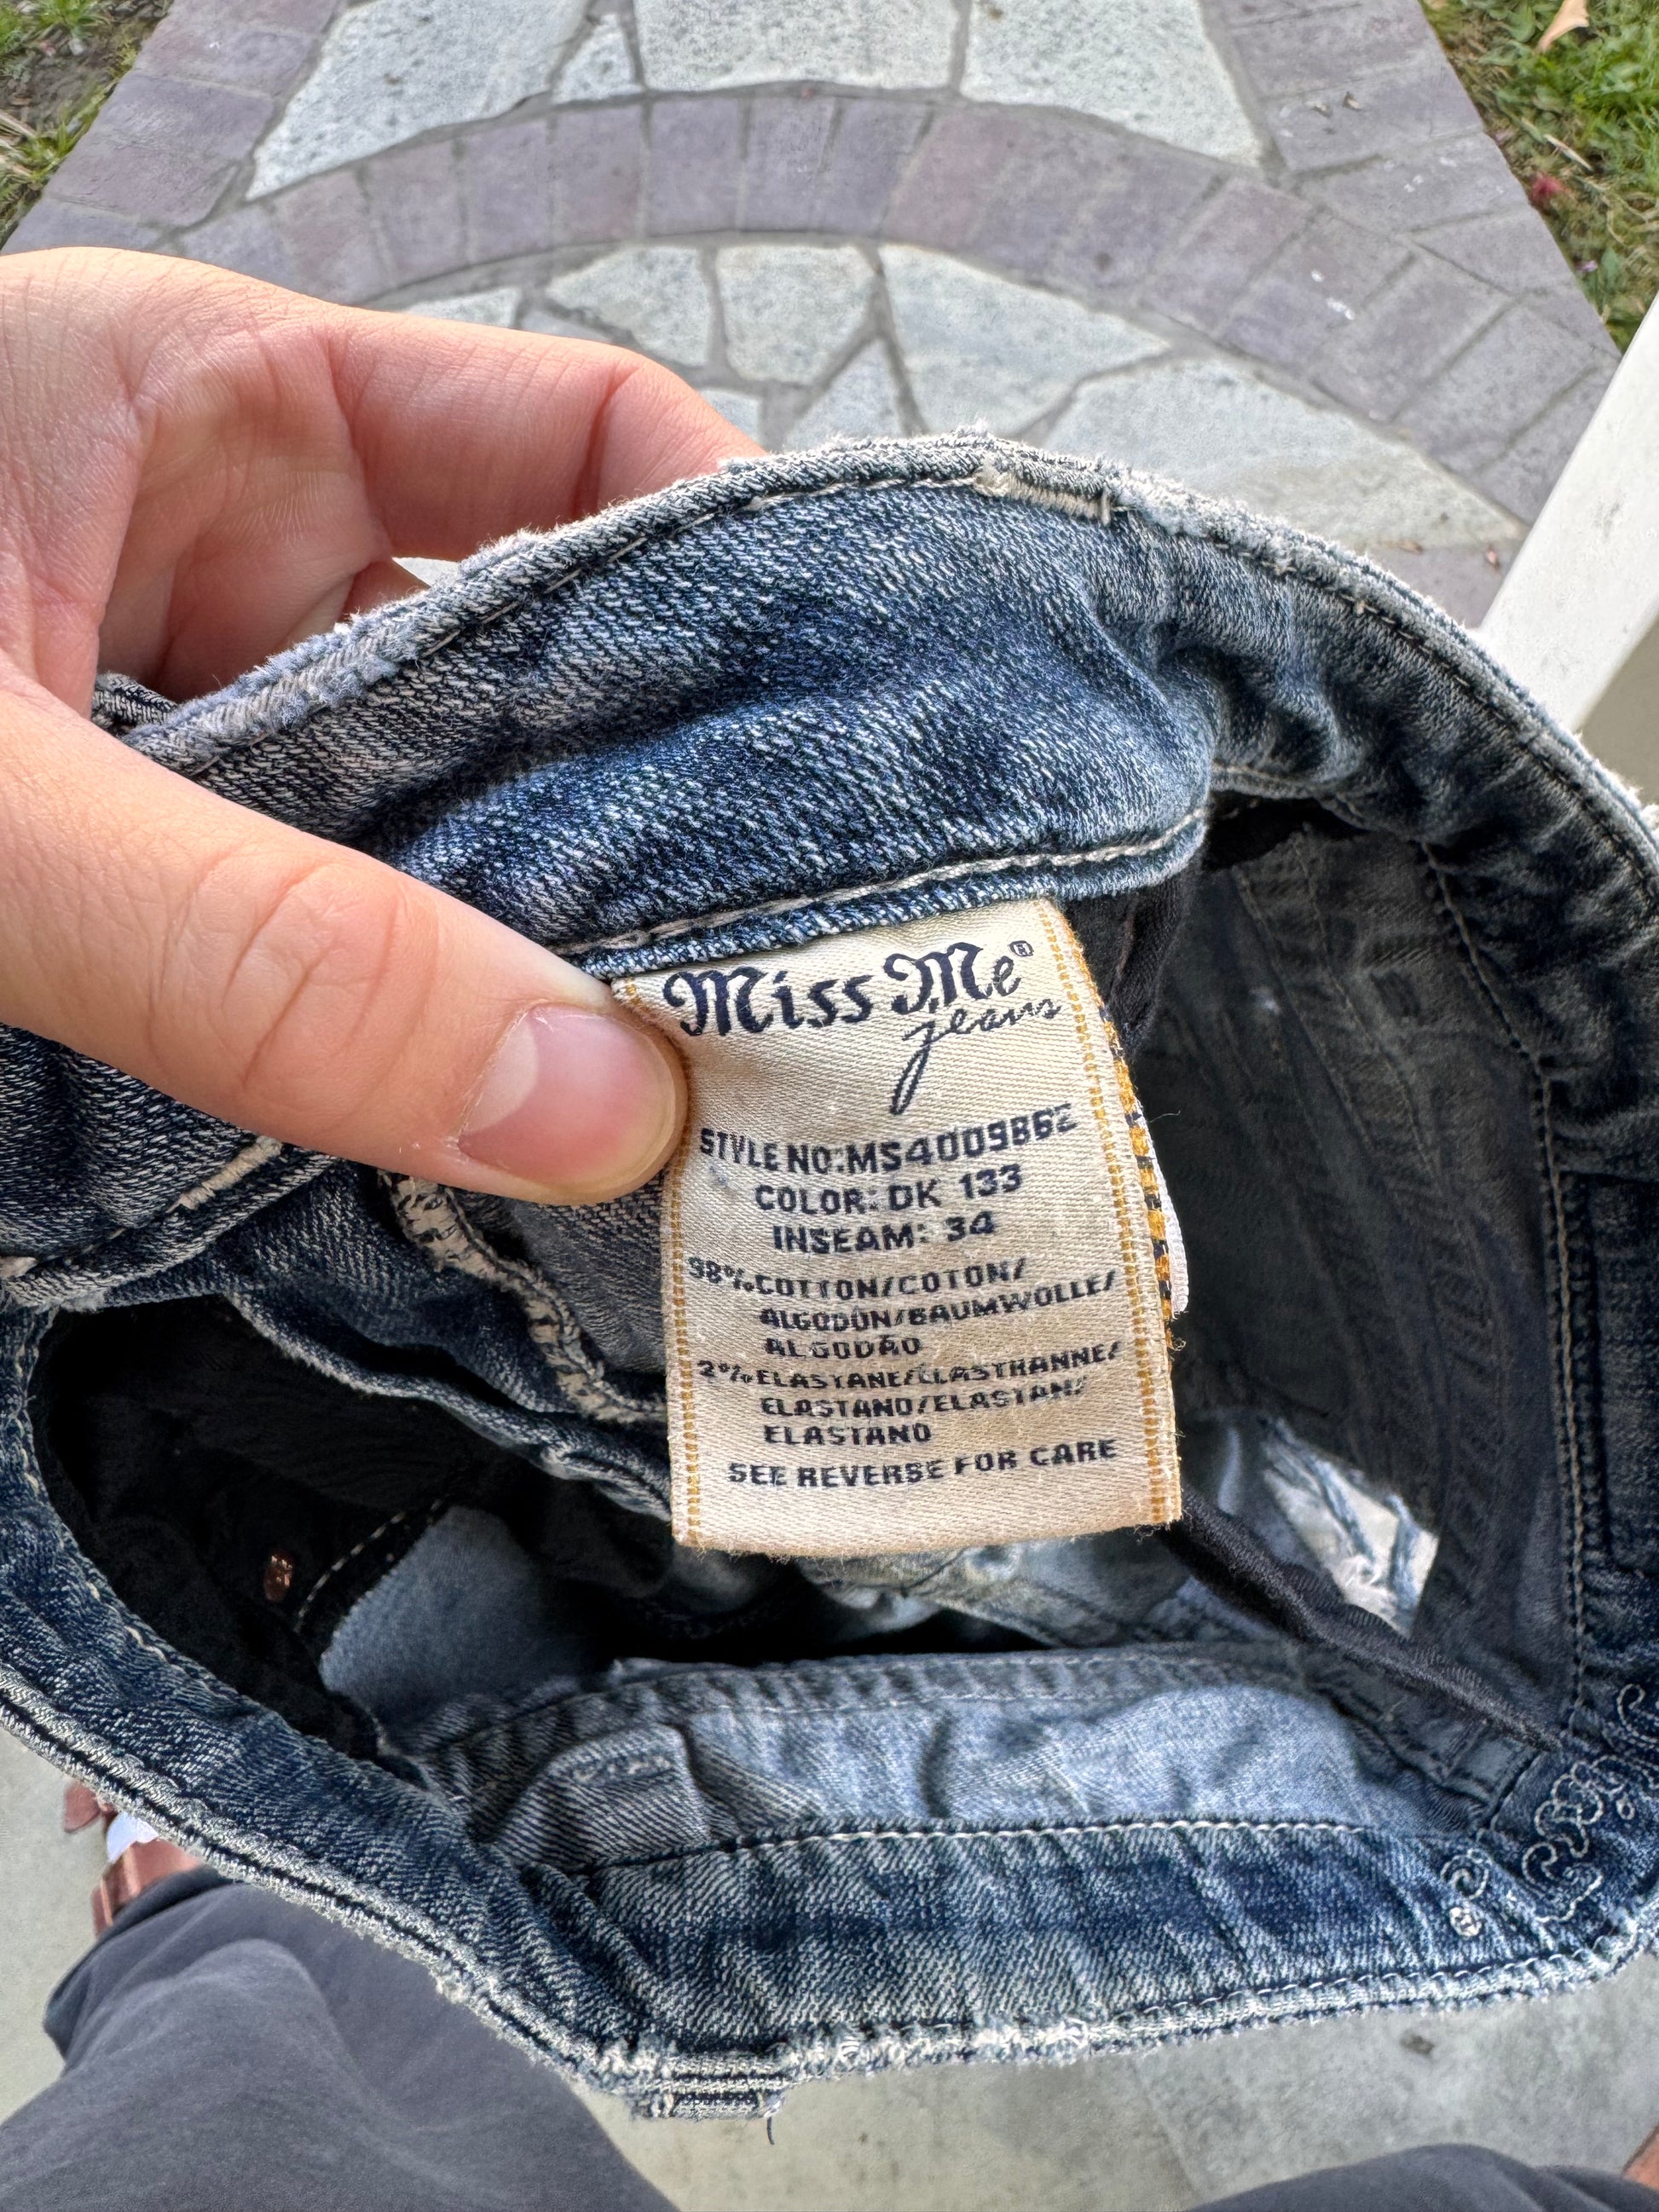 Miss Me®
jeans
STYLE NO:MS4009862
COLOR: DK 133
INSEAM: 34
98% COTTON/COTON/
ALGODÓN/BAUMWOLLE/
ALGODÃO
2% ELASTANE/ELASTHANNE/
ELASTANO/ELASTAN/
ELASTANO
SEE REVERSE FOR CARE